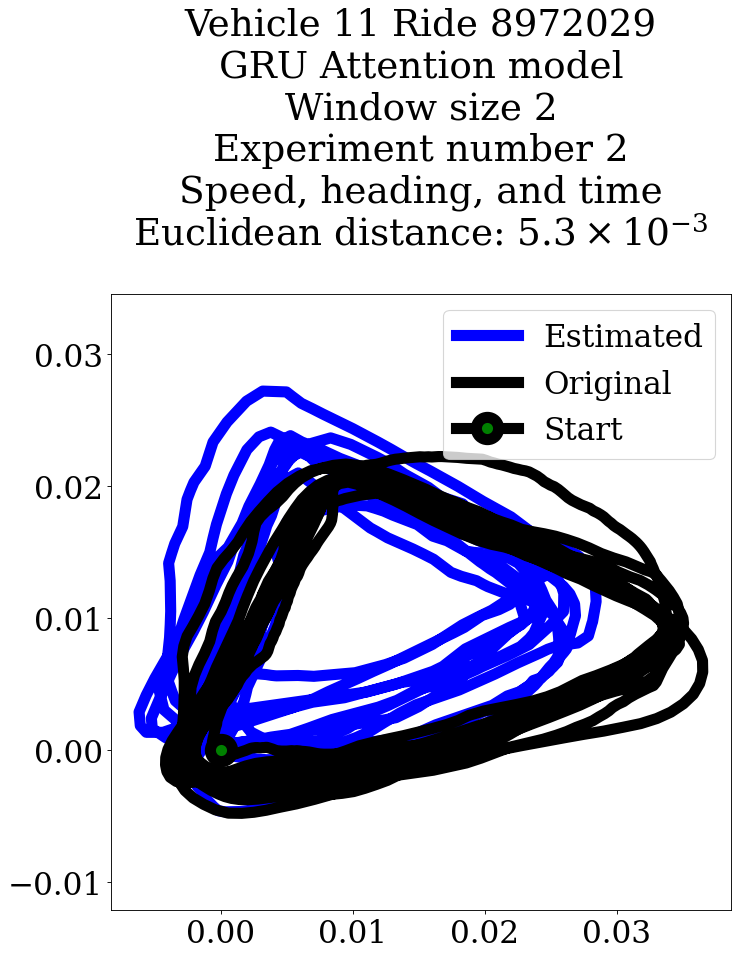 Vehicle 11 Ride 8972029
GRU Attention model
Window size 2
Experiment number 2
Speed, heading, and time
Euclidean distance: 5.3 × 10⁻³
Estimated
Original
Start
0.03
0.02
0.01
0.00
−0.01
0.00 0.01 0.02 0.03